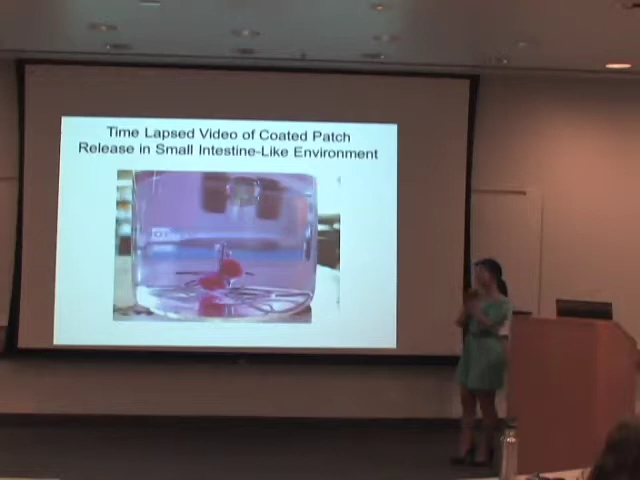 Time Lapsed Video of Coated Patch
Release in Small Intestine-Like Environment